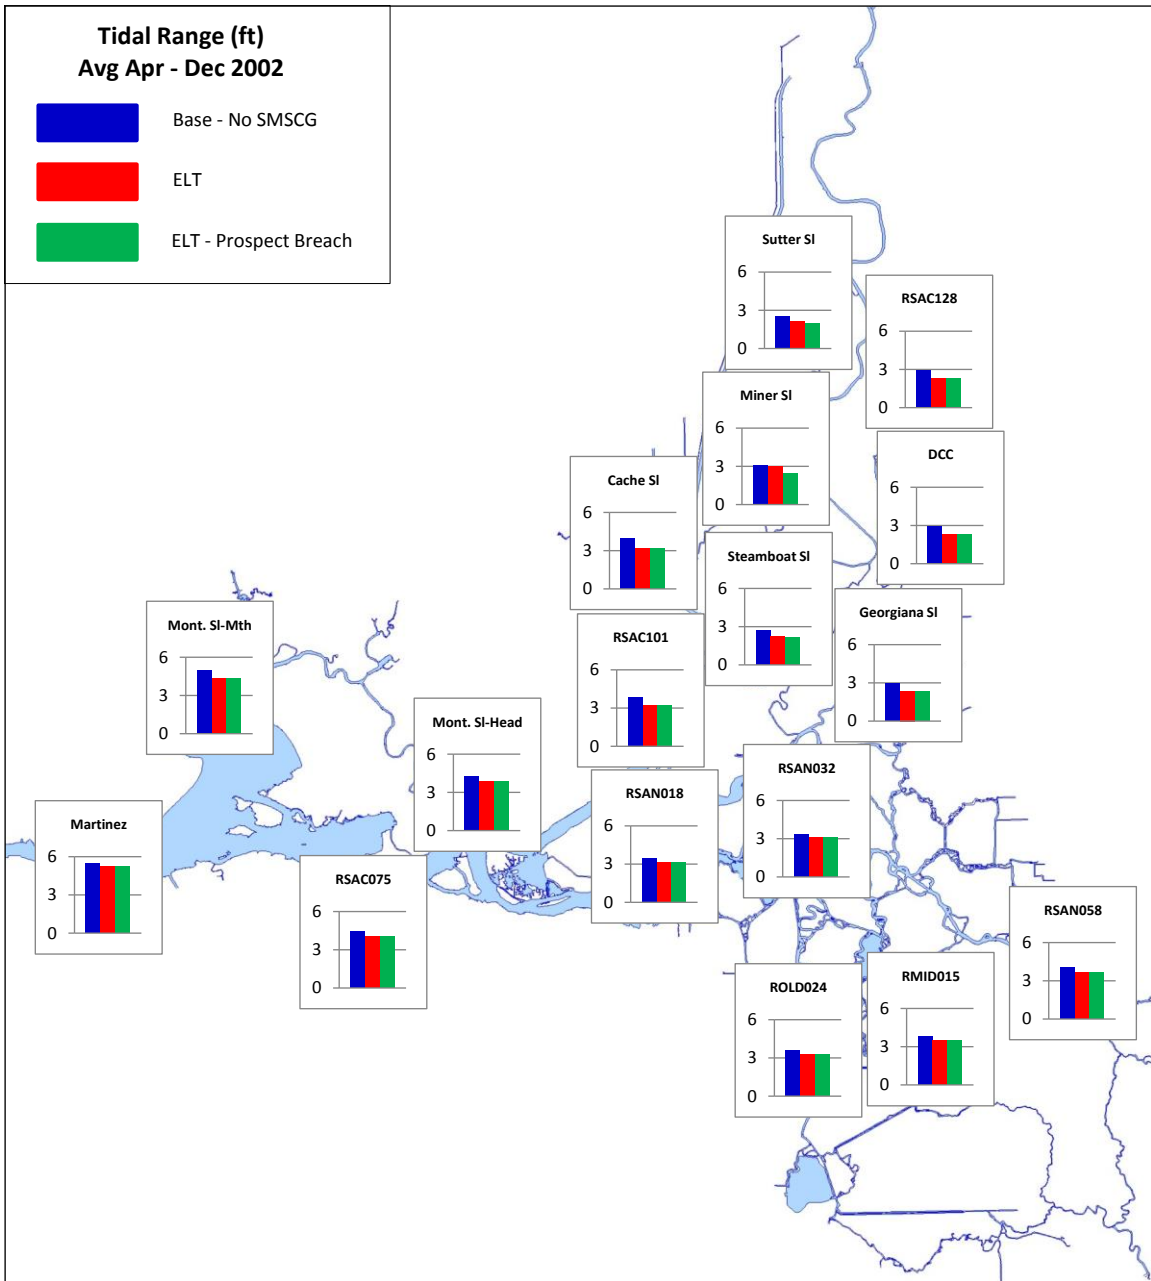 Tidal Range (ft)
Avg Apr - Dec 2002
Base - No SMSCG
ELT
ELT - Prospect Breach
Sutter Sl
6
3
0
RSAC128
6
3
0
Miner Sl
6
3
0
DCC
6
3
0
Cache Sl
6
3
0
Steamboat Sl
6
3
0
Georgiana Sl
6
3
0
Mont. Sl-Mth
6
3
0
RSAC101
6
3
0
Mont. Sl-Head
6
3
0
RSAN032
6
3
0
RSAN018
6
3
0
Martinez
6
3
0
RSAC075
6
3
0
RSAN058
6
3
0
RMID015
6
3
0
ROLD024
6
3
0